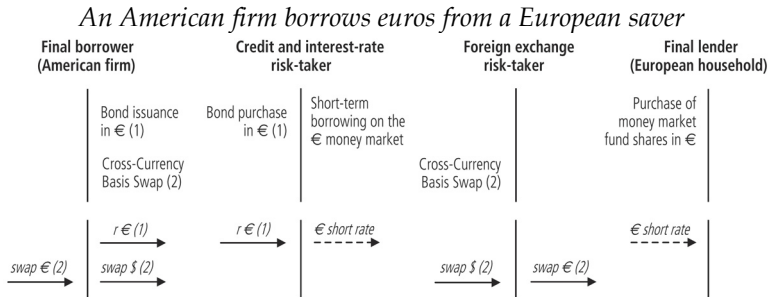 An American firm borrows euros from a European saver
Final borrower
(American firm)
Credit and interest-rate
risk-taker
Foreign exchange
risk-taker
Final lender
(European household)
Bond issuance
in € (1)
Cross-Currency
Basis Swap (2)
Bond purchase
in € (1)
Short-term
borrowing on the
€ money market
Cross-Currency
Basis Swap (2)
Purchase of
money market
fund shares in €
r € (1)
r € (1)
€ short rate
€ short rate
swap € (2)
swap $ (2)
swap $ (2)
swap € (2)